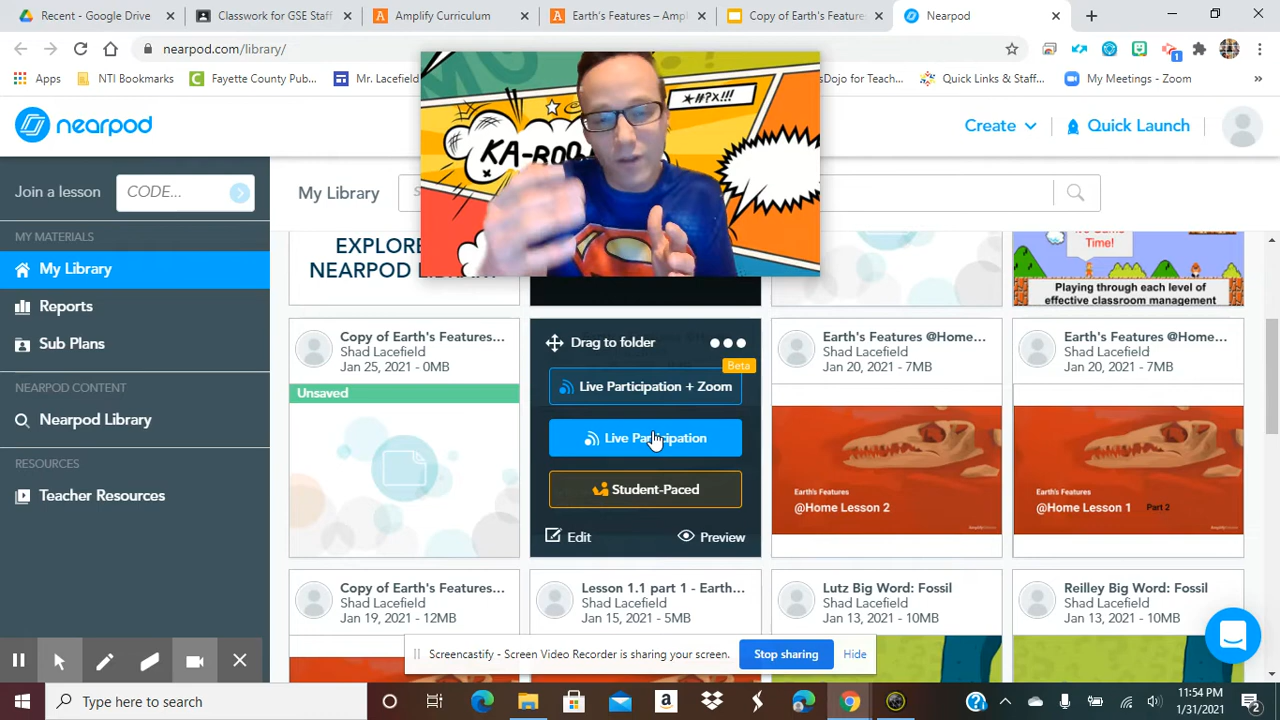 Recent - Google Drive
Classwork for GSE Staff
Amplify Curriculum
Earth's Features – Ampl
Copy of Earth's Features
Nearpod
nearpod.com/library/
Apps
NTI Bookmarks
Fayette County Pub...
Mr. Lacefield
sDojo for Teach...
Quick Links & Staff...
My Meetings - Zoom
*#!?×!!!
KA-BOO
nearpod
Create
Quick Launch
Join a lesson
CODE...
My Library
MY MATERIALS
My Library
Reports
Sub Plans
NEARPOD CONTENT
Nearpod Library
RESOURCES
Teacher Resources
EXPLORE
NEARPOD
Time!
Playing through each level of
effective classroom management
Copy of Earth's Features...
Shad Lacefield
Jan 25, 2021 - 0MB
Unsaved
Drag to folder
Beta
Live Participation + Zoom
Live Participation
Student-Paced
Edit
Preview
Earth's Features @Home...
Shad Lacefield
Jan 20, 2021 - 7MB
Earth's Features
@Home Lesson 2
Earth's Features @Home...
Shad Lacefield
Jan 20, 2021 - 7MB
Earth's Features
@Home Lesson 1 Part 2
Copy of Earth's Features...
Shad Lacefield
Jan 19, 2021 - 12MB
Lesson 1.1 part 1 - Earth...
Shad Lacefield
Jan 15, 2021 - 5MB
Lutz Big Word: Fossil
Shad Lacefield
Jan 13, 2021 - 10MB
Reilley Big Word: Fossil
Shad Lacefield
Jan 13, 2021 - 10MB
Screencastify - Screen Video Recorder is sharing your screen.
Stop sharing
Hide
Type here to search
11:54 PM
1/31/2021